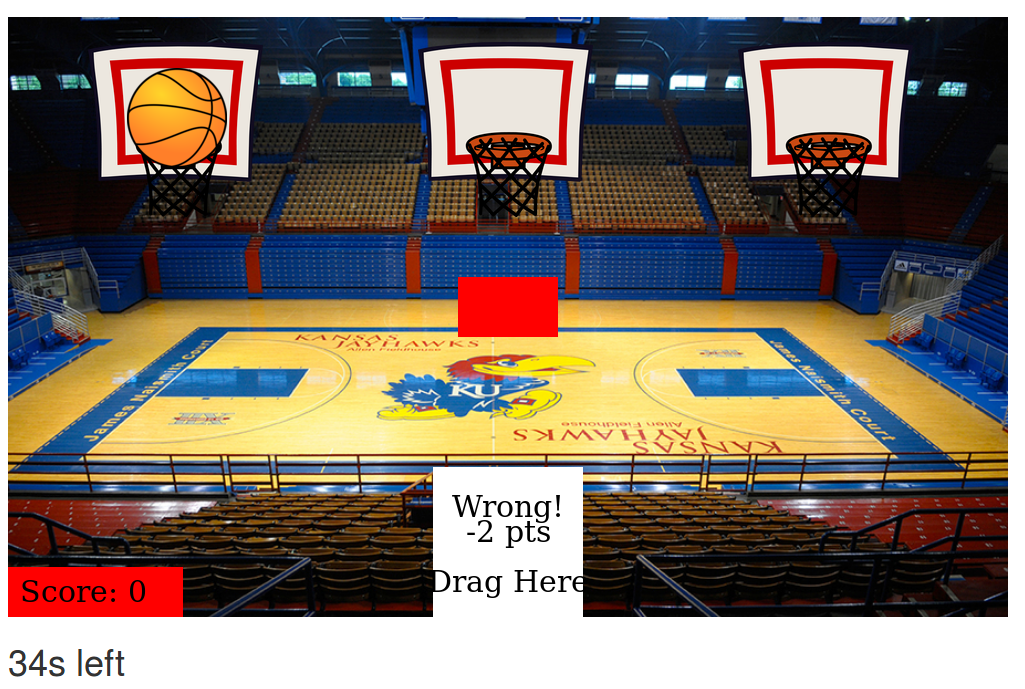 KANSAS
JAYHAWKS
Allen Fieldhouse
James Naismith Court
James Naismith Court
KU
Allen Fieldhouse
JAYHAWKS
KANSAS
Wrong!
-2 pts
Drag Here
Score: 0
34s left